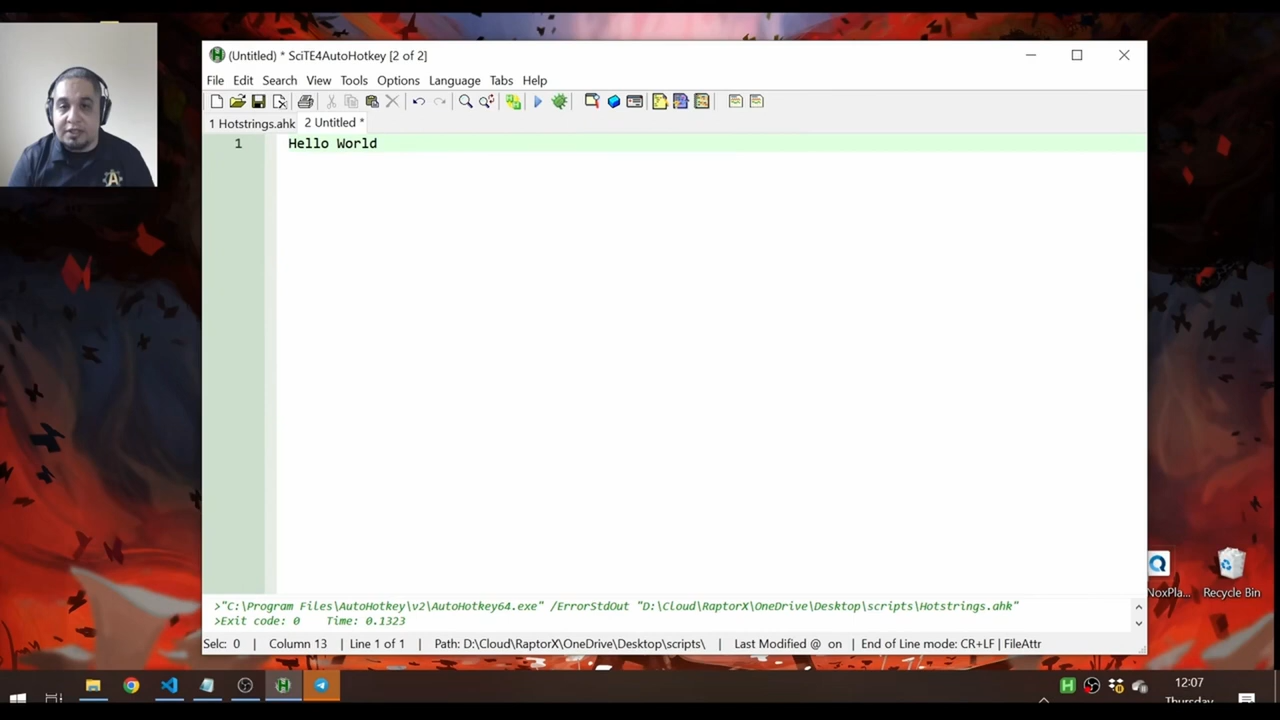 (Untitled) * SciTE4AutoHotkey [2 of 2]
File Edit Search View Tools Options Language Tabs Help
1 Hotstrings.ahk 2 Untitled *
1 Hello World
>"C:\Program Files\AutoHotkey\v2\AutoHotkey64.exe" /ErrorStdOut "D:\Cloud\RaptorX\OneDrive\Desktop\scripts\Hotstrings.ahk"
>Exit code: 0 Time: 0.1323
Selc: 0 | Column 13 | Line 1 of 1 | Path: D:\Cloud\RaptorX\OneDrive\Desktop\scripts\ | Last Modified @ on | End of Line mode: CR+LF | FileAttr
NoxPla... Recycle Bin
12:07
Thursday